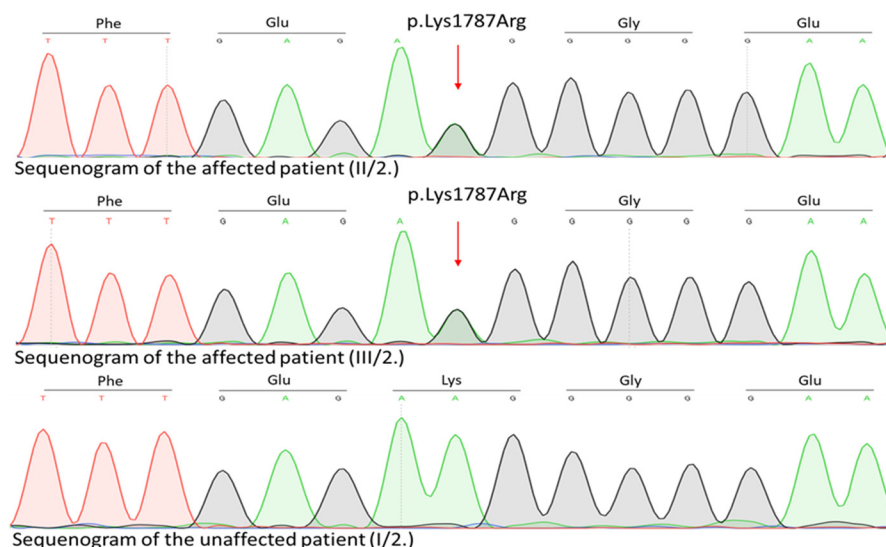 Phe Glu p.Lys1787Arg Gly Glu
T T T G A G A G G G G G A A
Sequenogram of the affected patient (II/2.)
Phe Glu p.Lys1787Arg Gly Glu
T T T G A G A G G G G G A A
Sequenogram of the affected patient (III/2.)
Phe Glu Lys Gly Glu
T T T G A G A A G G G G G A A
Sequenogram of the unaffected patient (I/2.)